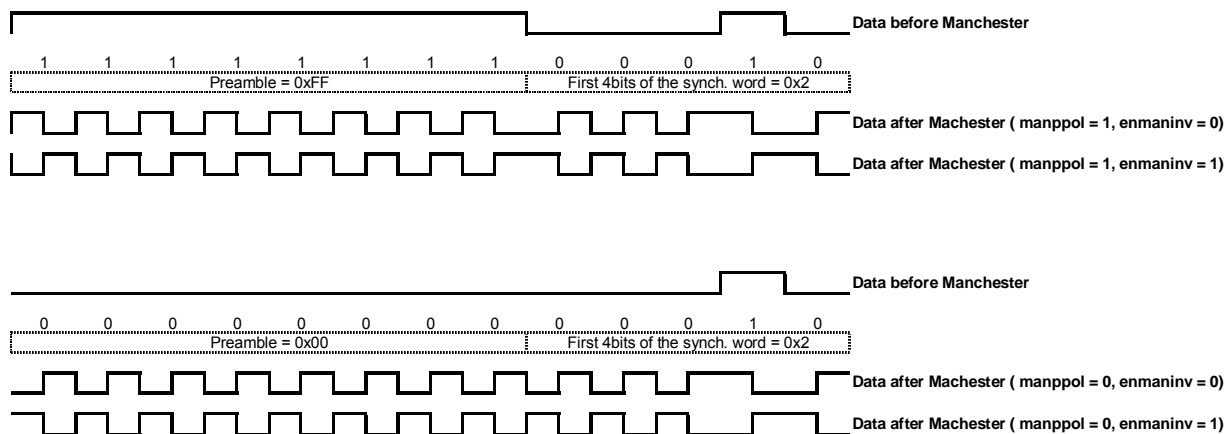 Data before Manchester
1 1 1 1 1 1 1 1 0 0 0 1 0
Preamble = 0xFF First 4bits of the synch. word = 0x2
Data after Machester ( manppol = 1, enmaninv = 0)
Data after Machester ( manppol = 1, enmaninv = 1)
Data before Manchester
0 0 0 0 0 0 0 0 0 0 0 1 0
Preamble = 0x00 First 4bits of the synch. word = 0x2
Data after Machester ( manppol = 0, enmaninv = 0)
Data after Machester ( manppol = 0, enmaninv = 1)